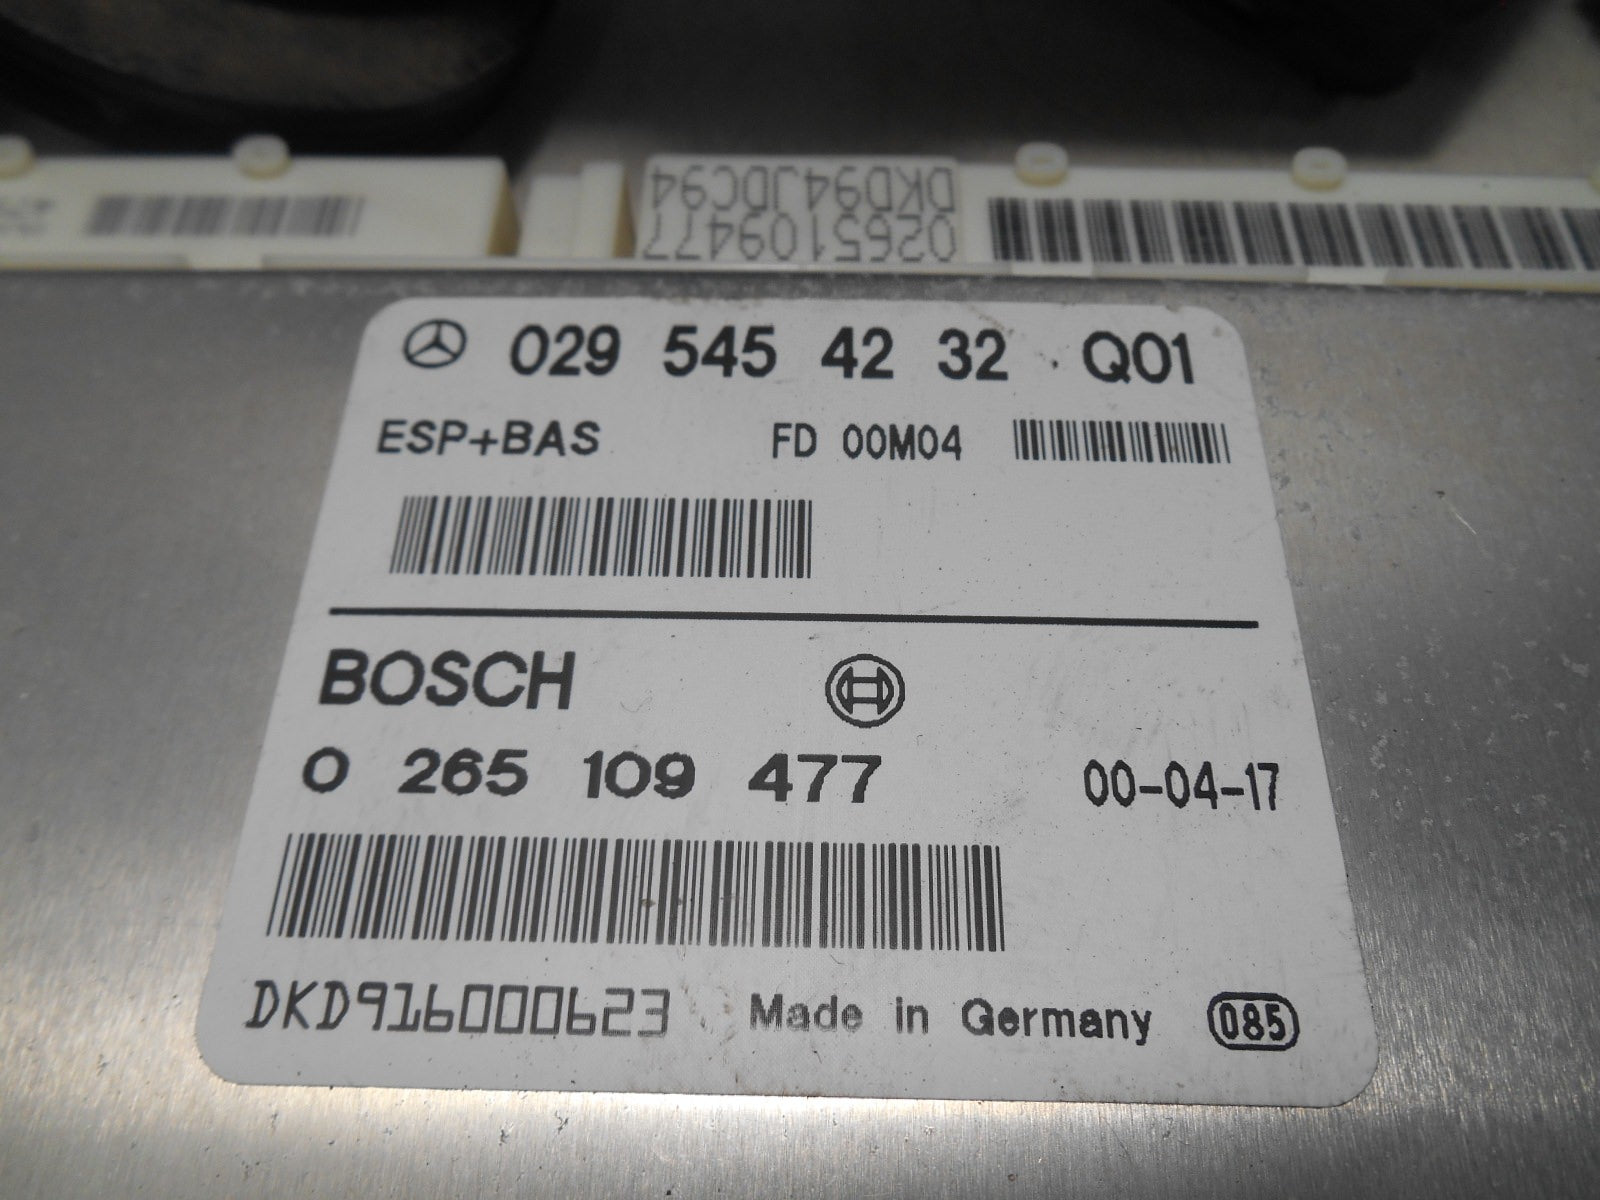 DKD94JDC94
0265109477
029 545 42 32 Q01
ESP+BAS FD 00M04
BOSCH
0 265 109 477 00-04-17
DKD916000623 Made in Germany 085